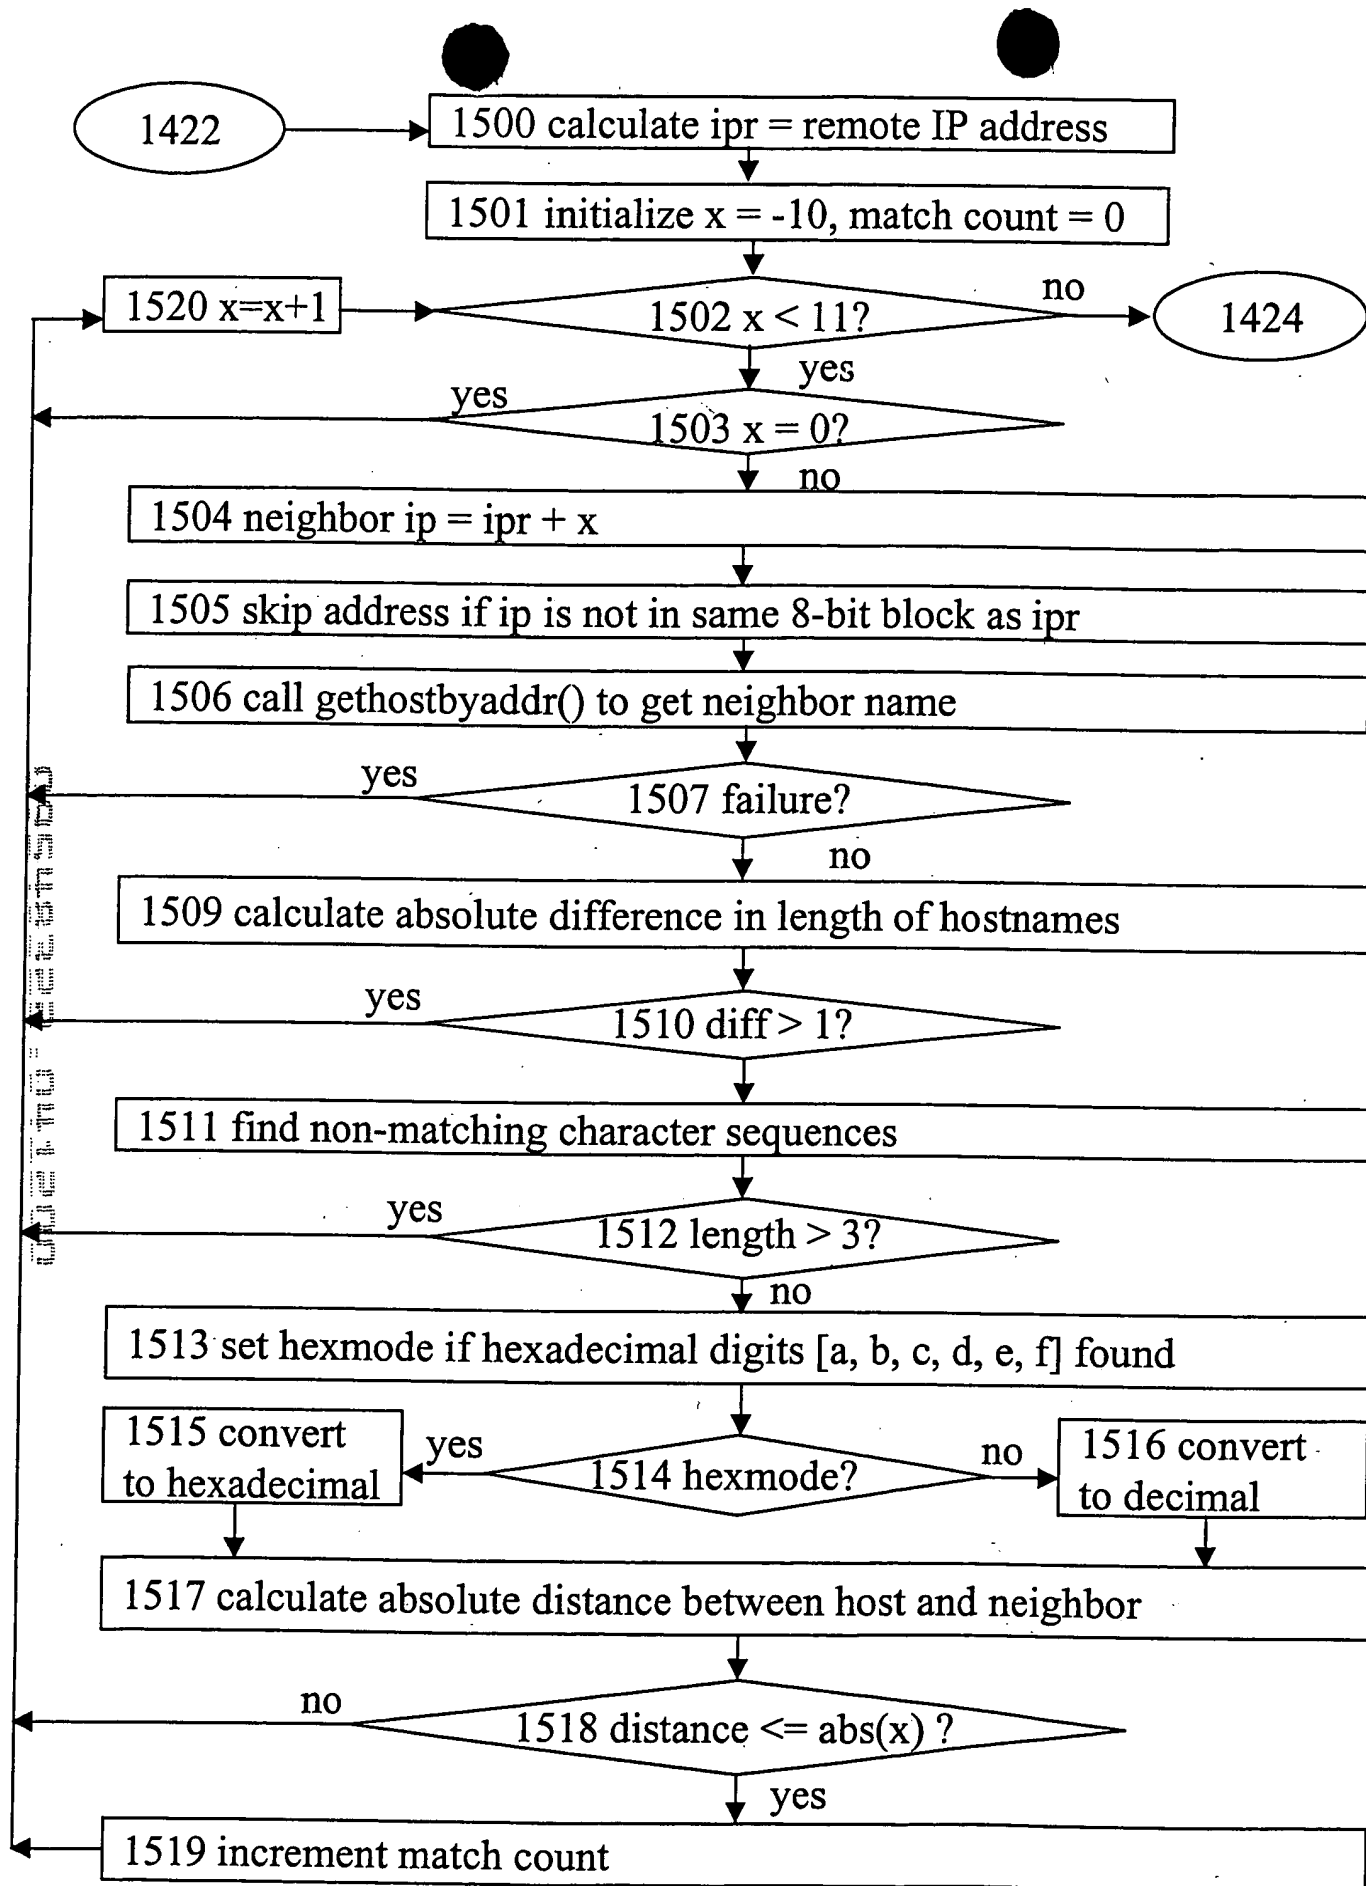 1422
1500 calculate ipr = remote IP address
1501 initialize x = -10, match count = 0
1520 x=x+1
1502 x < 11?
no
1424
yes
yes
1503 x = 0?
no
1504 neighbor ip = ipr + x
1505 skip address if ip is not in same 8-bit block as ipr
1506 call gethostbyaddr() to get neighbor name
yes
1507 failure?
no
1509 calculate absolute difference in length of hostnames
yes
1510 diff > 1?
1511 find non-matching character sequences
yes
1512 length > 3?
no
1513 set hexmode if hexadecimal digits [a, b, c, d, e, f] found
1515 convert
to hexadecimal
yes
1514 hexmode?
no
1516 convert
to decimal
1517 calculate absolute distance between host and neighbor
no
1518 distance <= abs(x) ?
yes
1519 increment match count